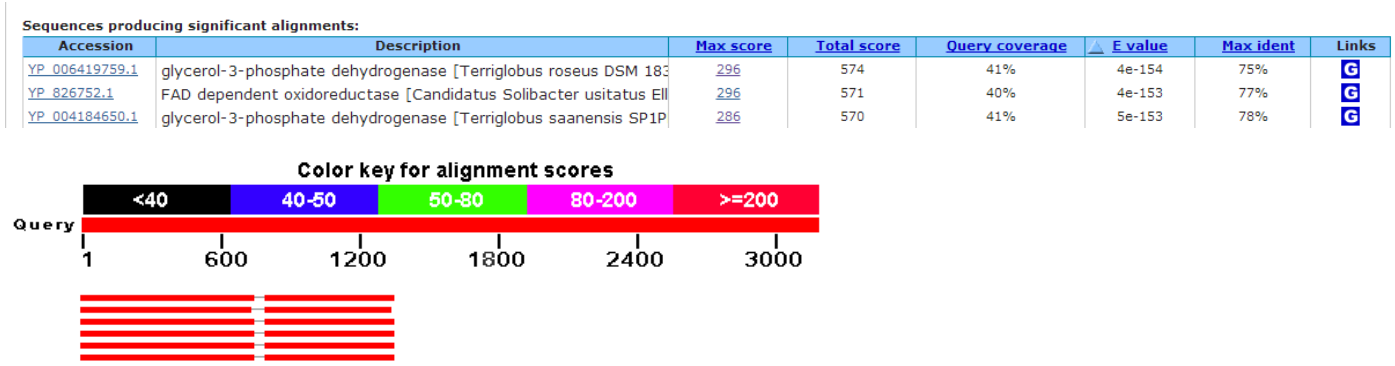 Sequences producing significant alignments:
Accession Description Max score Total score Query coverage E value Max ident Links
YP_006419759.1 glycerol-3-phosphate dehydrogenase [Terriglobus roseus DSM 183 296 574 41% 4e-154 75% G
YP_826752.1 FAD dependent oxidoreductase [Candidatus Solibacter usitatus Ell 296 571 40% 4e-153 77% G
YP_004184650.1 glycerol-3-phosphate dehydrogenase [Terriglobus saanensis SP1P 286 570 41% 5e-153 78% G
Color key for alignment scores
<40 40-50 50-80 80-200 >=200
Query
1 600 1200 1800 2400 3000